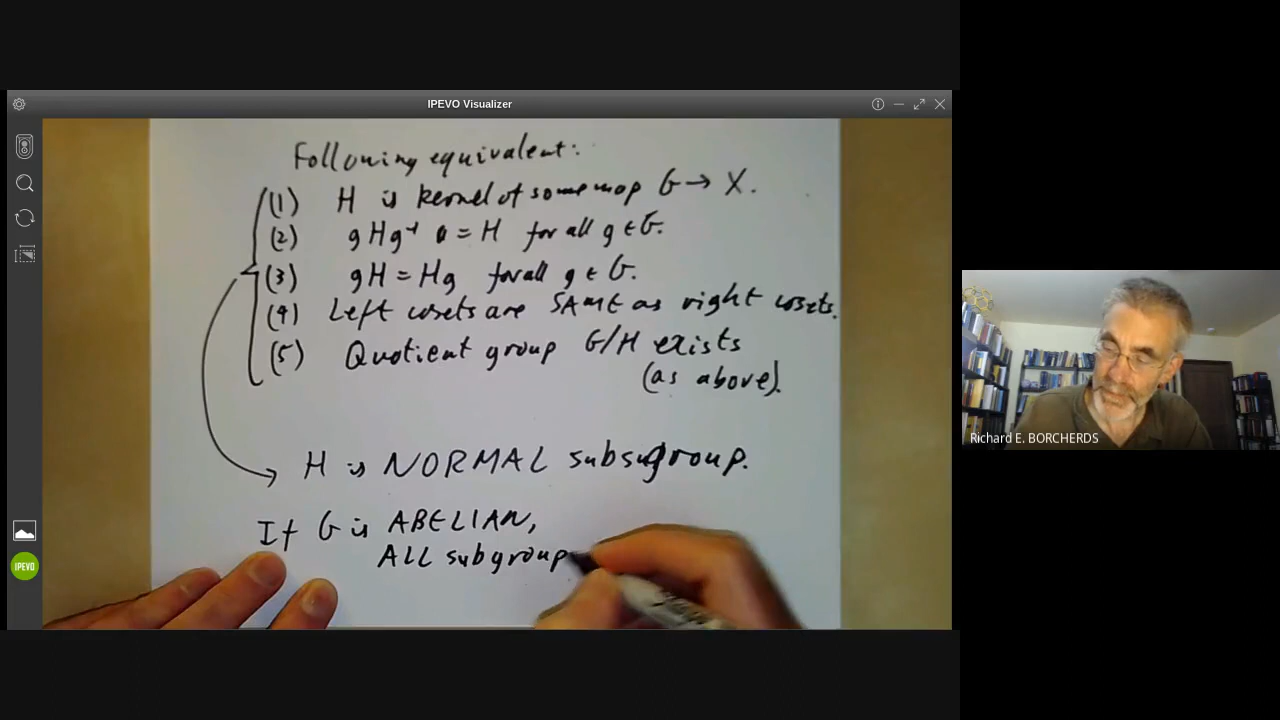 IPEVO Visualizer
Following equivalent:
(1) H is kernel of some map G → X.
(2) gHg⁻¹ = H for all g ∈ G.
(3) gH = Hg for all g ∈ G.
(4) Left cosets are SAME as right cosets.
(5) Quotient group G/H exists
(as above).
H is NORMAL subsugroup.
If G is ABELIAN,
ALL subgroup
IPEVO
Richard E. BORCHERDS